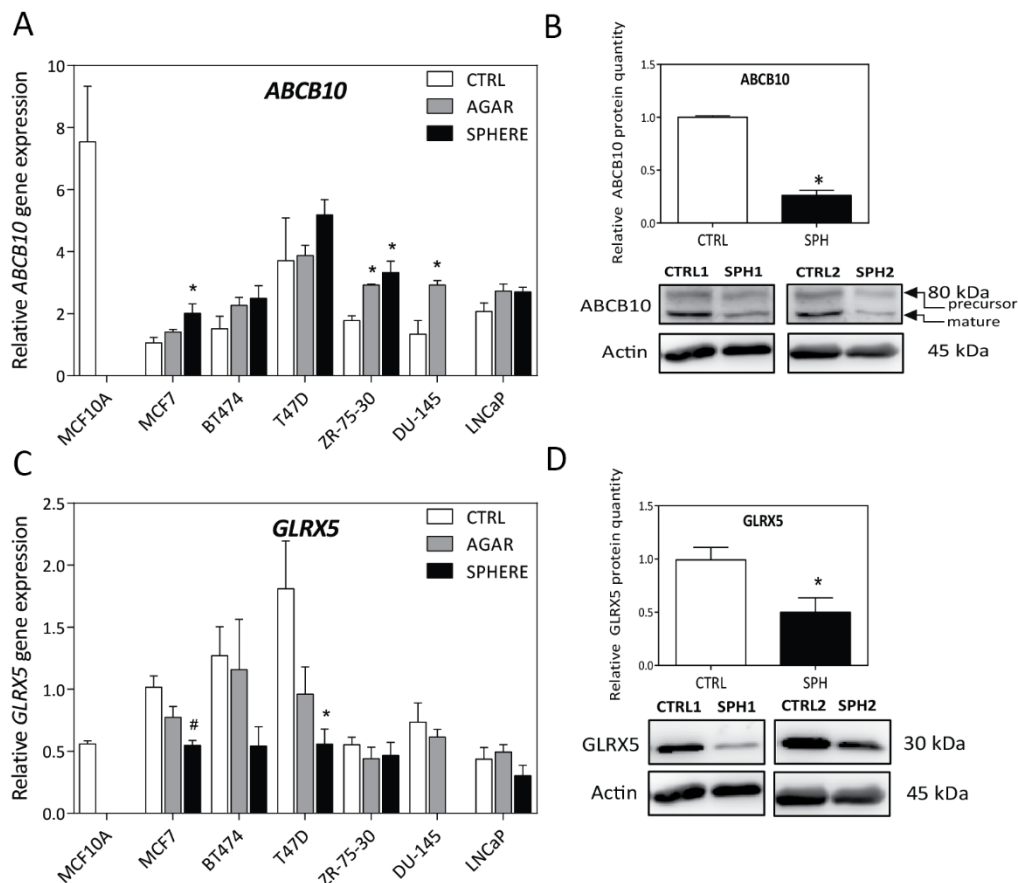 A
Relative ABCB10 gene expression
10
8
6
4
2
0
ABCB10
CTRL
AGAR
SPHERE
MCF10A
MCF7
BT474
T47D
ZR-75-30
DU-145
LNCaP
*
*
*
*
B
Relative ABCB10 protein quantity
1.5
1.0
0.5
0.0
ABCB10
*
CTRL
SPH
CTRL1 SPH1 CTRL2 SPH2
ABCB10
80 kDa
precursor
mature
Actin
45 kDa
C
Relative GLRX5 gene expression
2.5
2.0
1.5
1.0
0.5
0.0
GLRX5
CTRL
AGAR
SPHERE
#
*
MCF10A
MCF7
BT474
T47D
ZR-75-30
DU-145
LNCaP
D
Relative GLRX5 protein quantity
1.5
1.0
0.5
0.0
GLRX5
*
CTRL
SPH
CTRL1 SPH1 CTRL2 SPH2
GLRX5
30 kDa
Actin
45 kDa